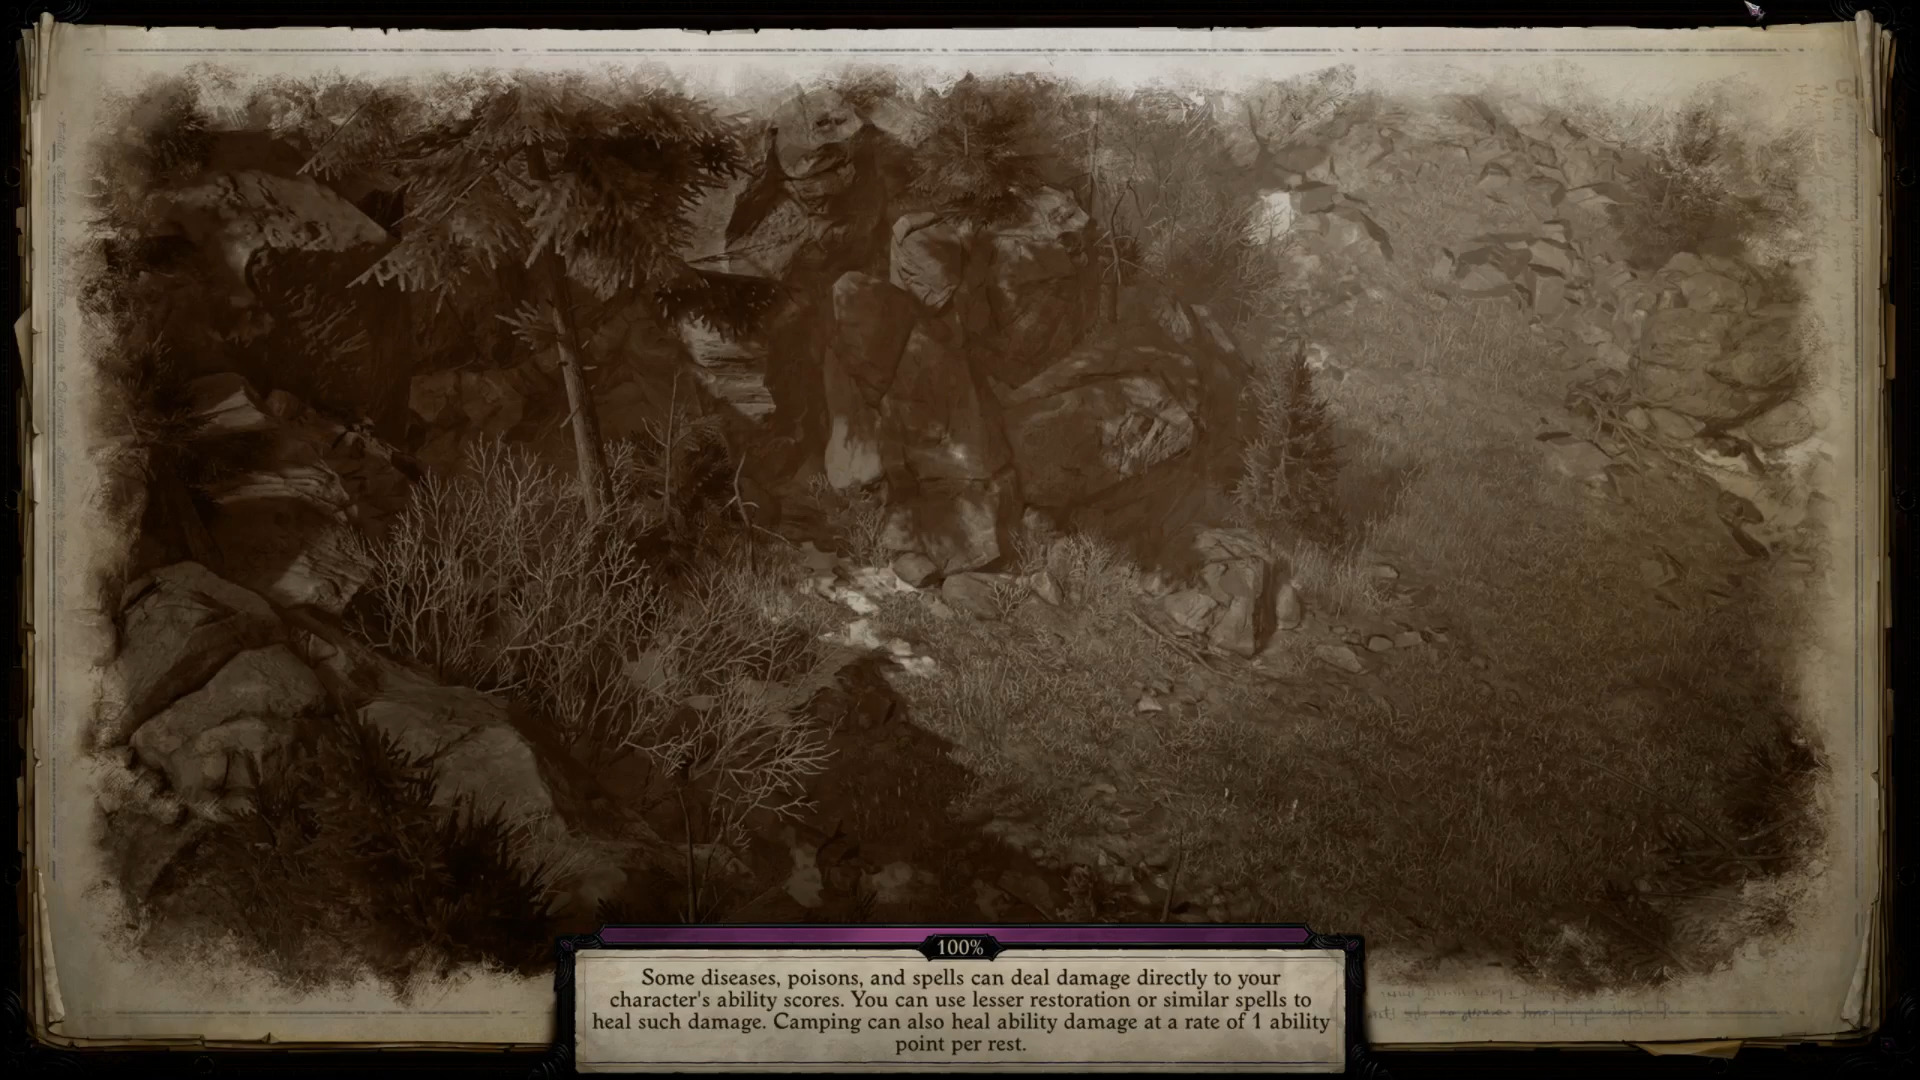 100%
Some diseases, poisons, and spells can deal damage directly to your
character's ability scores. You can use lesser restoration or similar spells to
heal such damage. Camping can also heal ability damage at a rate of 1 ability
point per rest.